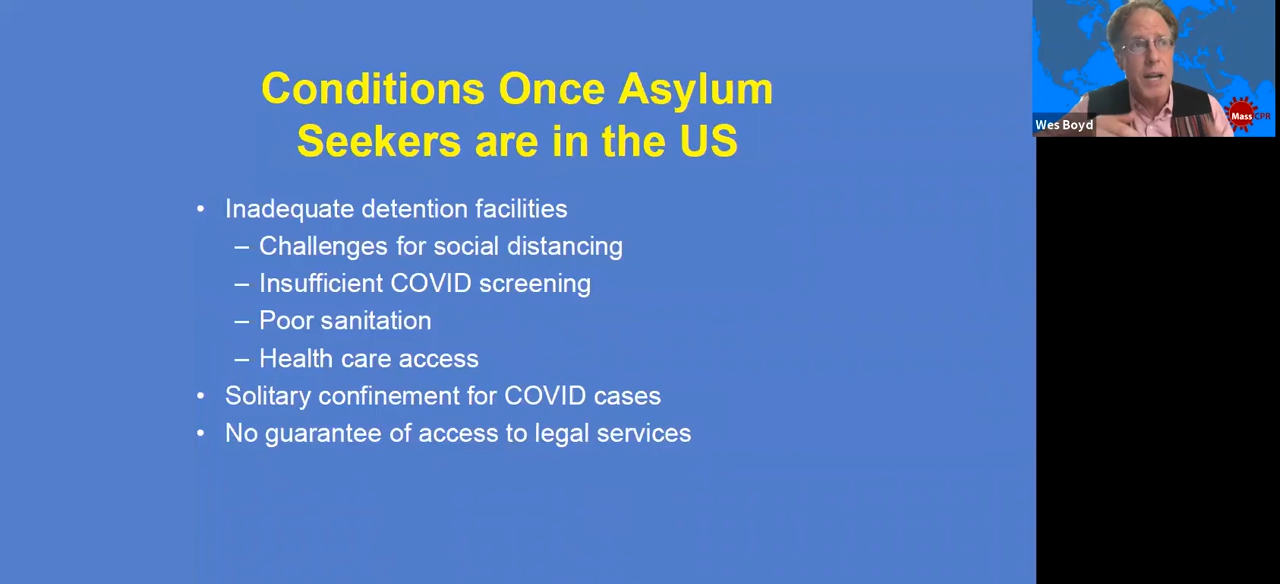 Conditions Once Asylum
Seekers are in the US
• Inadequate detention facilities
– Challenges for social distancing
– Insufficient COVID screening
– Poor sanitation
– Health care access
• Solitary confinement for COVID cases
• No guarantee of access to legal services
Wes Boyd
MassCPR